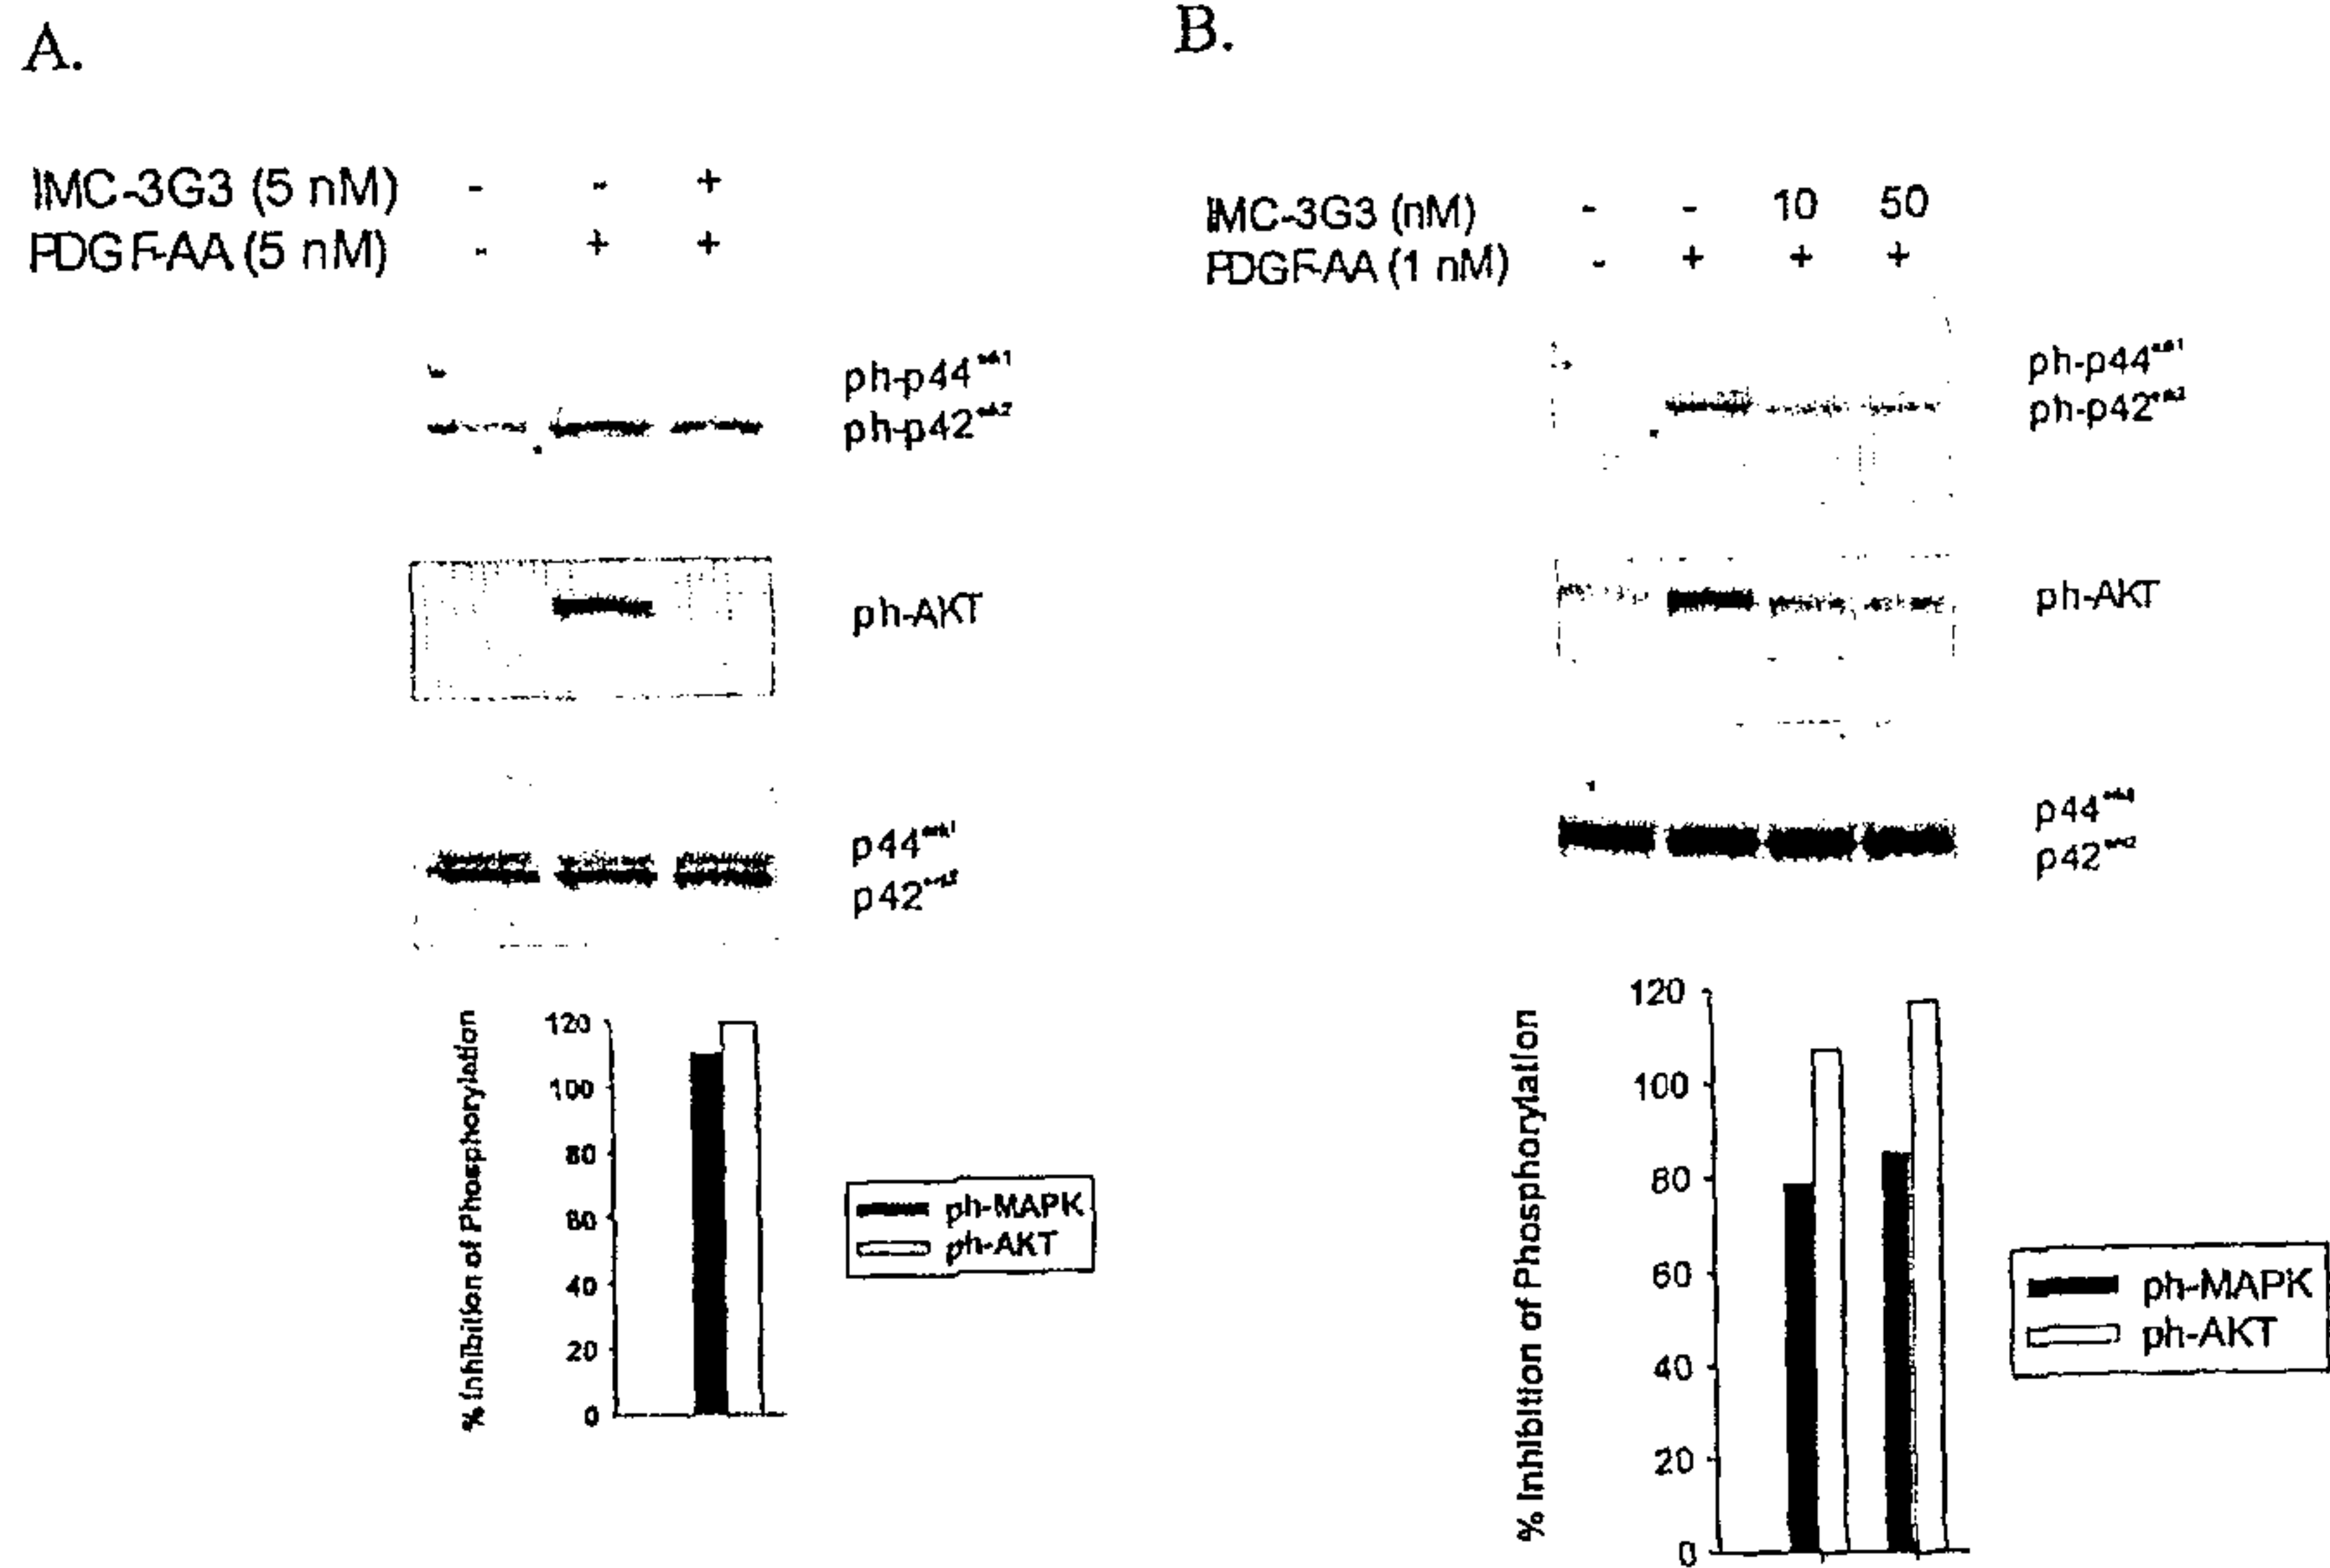 A.
IMC-3G3 (5 nM) - - +
PDGF-AA (5 nM) - + +
ph-p44
ph-p42
ph-AKT
p44
p42
% Inhibition of Phosphorylation
120
100
80
60
40
20
0
ph-MAPK
ph-AKT
B.
IMC-3G3 (nM) - - 10 50
PDGF-AA (1 nM) - + + +
ph-p44
ph-p42
ph-AKT
p44
p42
% Inhibition of Phosphorylation
120
100
80
60
40
20
0
ph-MAPK
ph-AKT